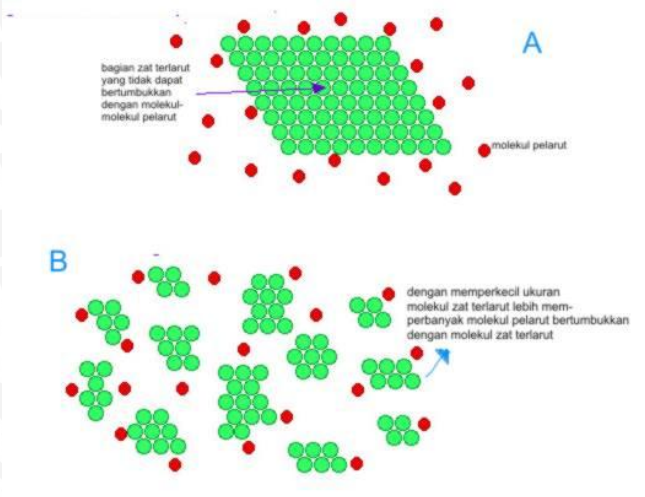 A
bagian zat terlarut
yang tidak dapat
bertumbukkan
dengan molekul-
molekul pelarut
molekul pelarut
B
dengan memperkecil ukuran
molekul zat terlarut lebih mem-
perbanyak molekul pelarut bertumbukkan
dengan molekul zat terlarut